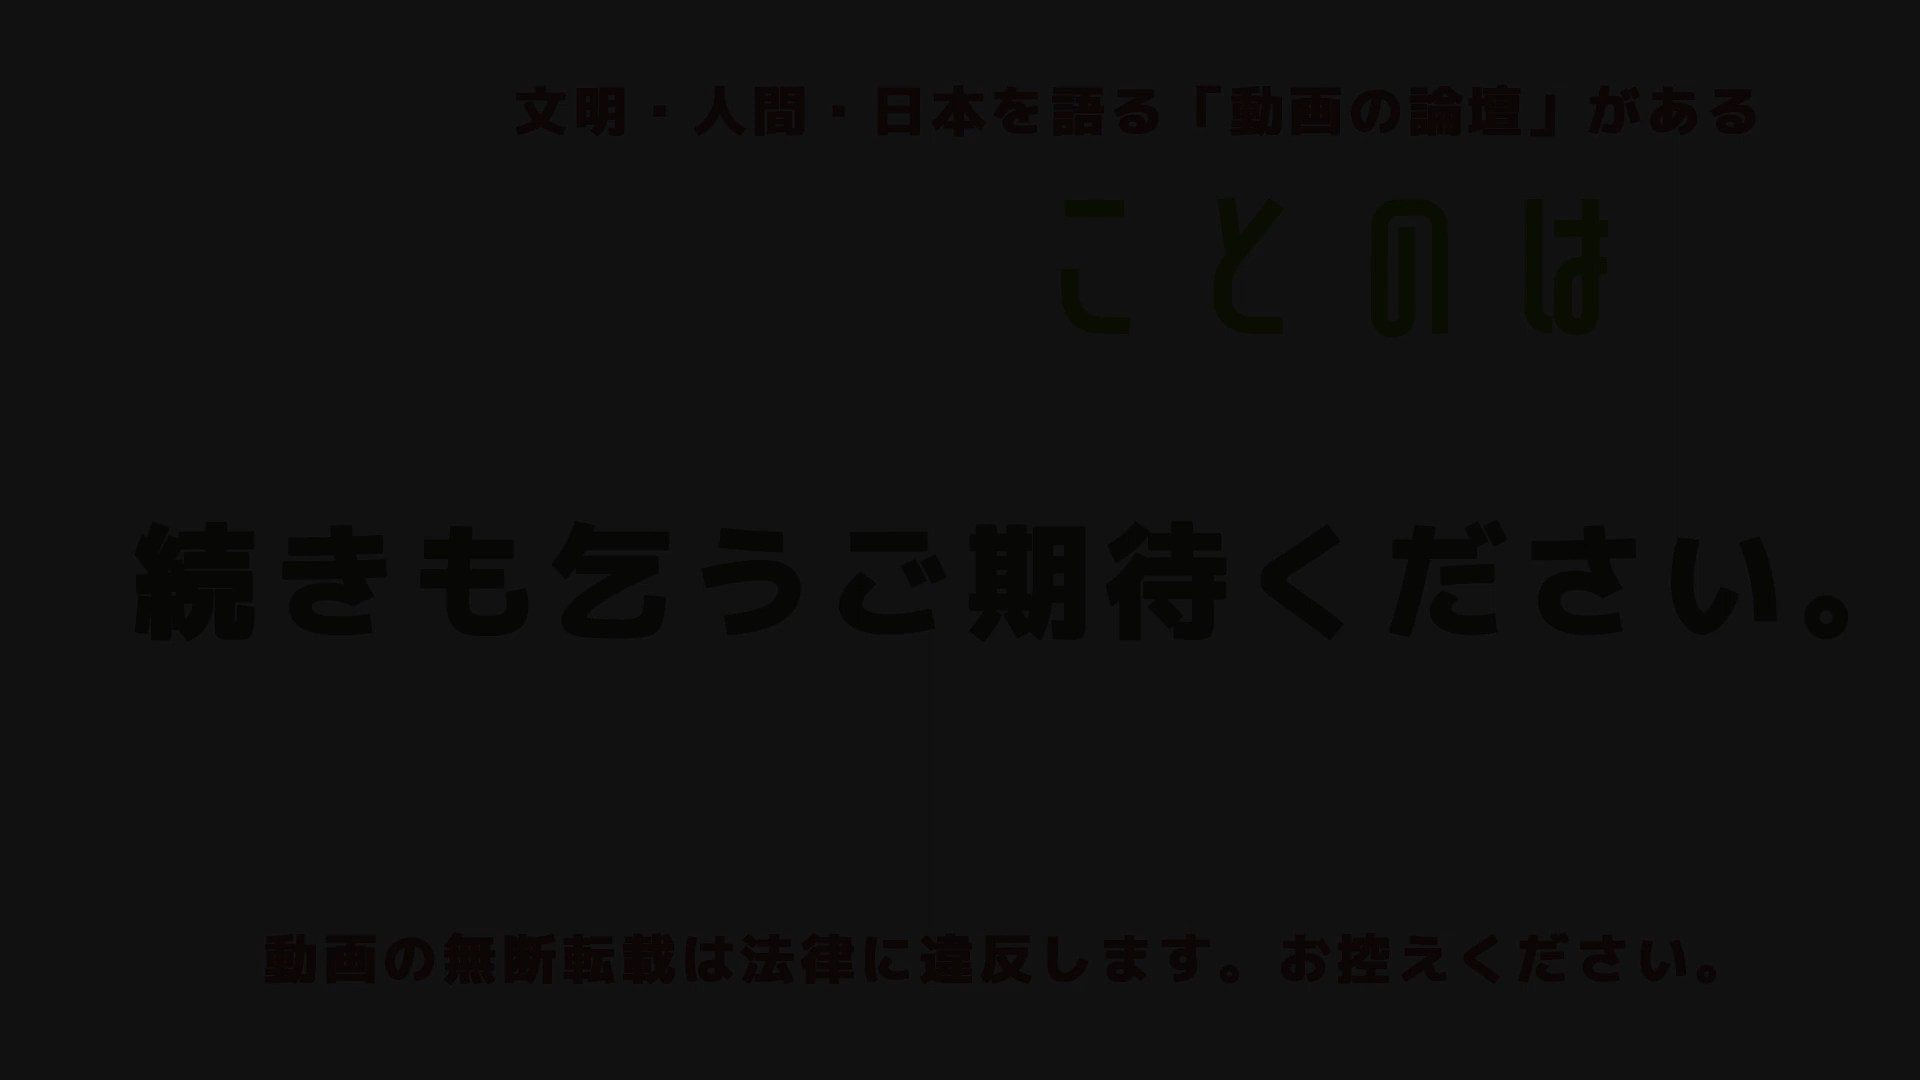 文明・人間・日本を語る「動画の論壇」がある
ことのは
続きも乞うご期待ください。
動画の無断転載は法律に違反します。お控えください。